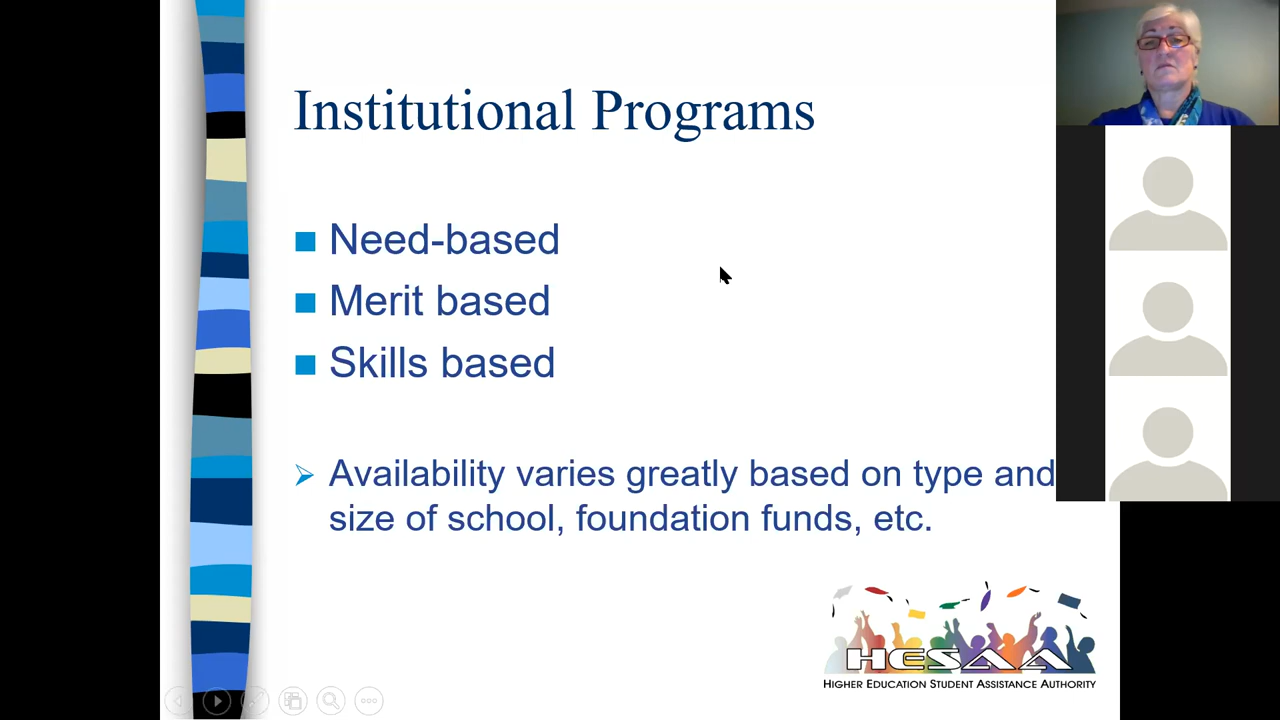 Institutional Programs
Need-based
Merit based
Skills based
Availability varies greatly based on type and
size of school, foundation funds, etc.
HESAA
HIGHER EDUCATION STUDENT ASSISTANCE AUTHORITY